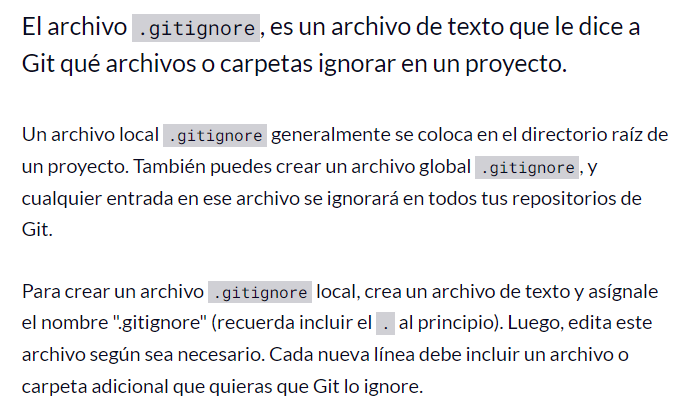 El archivo .gitignore, es un archivo de texto que le dice a
Git qué archivos o carpetas ignorar en un proyecto.
Un archivo local .gitignore generalmente se coloca en el directorio raíz de
un proyecto. También puedes crear un archivo global .gitignore, y
cualquier entrada en ese archivo se ignorará en todos tus repositorios de
Git.
Para crear un archivo .gitignore local, crea un archivo de texto y asígnale
el nombre ".gitignore" (recuerda incluir el . al principio). Luego, edita este
archivo según sea necesario. Cada nueva línea debe incluir un archivo o
carpeta adicional que quieras que Git lo ignore.